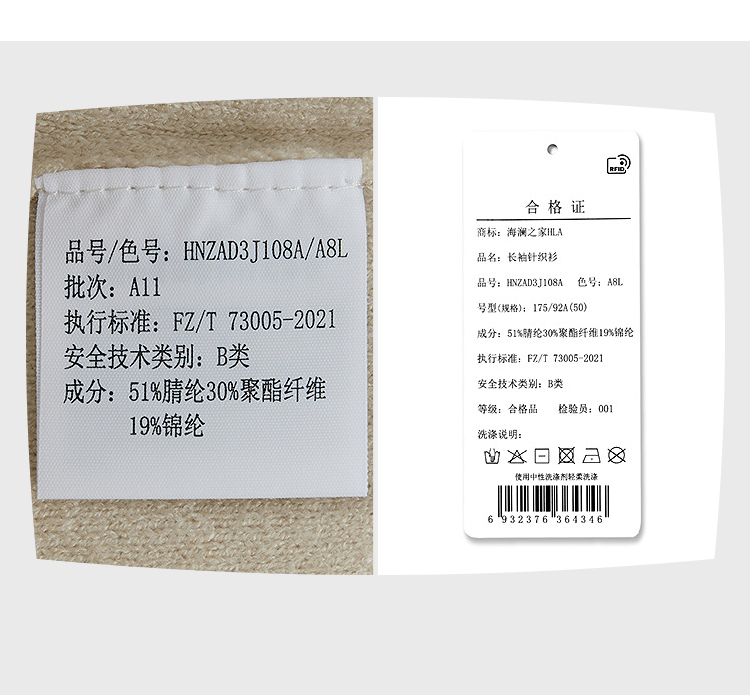 品号/色号：HNZAD3J108A/A8L
批次：A11
执行标准：FZ/T 73005-2021
安全技术类别：B类
成分：51%腈纶30%聚酯纤维
19%锦纶
RFID
合格证
商标：海澜之家HLA
品名：长袖针织衫
品号：HNZAD3J108A 色号：A8L
号型(规格)：175/92A(50)
成分：51%腈纶30%聚酯纤维19%锦纶
执行标准：FZ/T 73005-2021
安全技术类别：B类
等级：合格品 检验员：001
洗涤说明：
使用中性洗涤剂轻柔洗涤
6 932376 364346